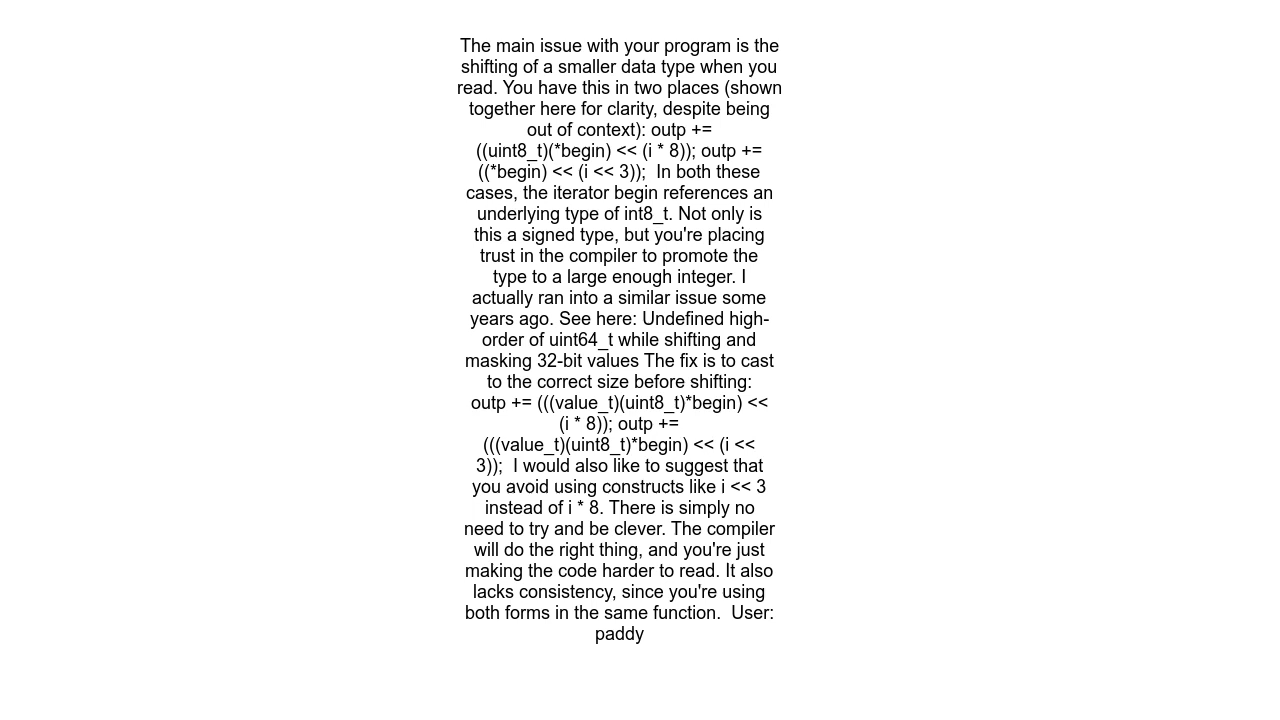 The main issue with your program is the
shifting of a smaller data type when you
read. You have this in two places (shown
together here for clarity, despite being
out of context): outp +=
((uint8_t)(*begin) << (i * 8)); outp +=
((*begin) << (i << 3));  In both these
cases, the iterator begin references an
underlying type of int8_t. Not only is
this a signed type, but you're placing
trust in the compiler to promote the
type to a large enough integer. I
actually ran into a similar issue some
years ago. See here: Undefined high-
order of uint64_t while shifting and
masking 32-bit values The fix is to cast
to the correct size before shifting:
outp += (((value_t)(uint8_t)*begin) <<
(i * 8)); outp +=
(((value_t)(uint8_t)*begin) << (i <<
3));  I would also like to suggest that
you avoid using constructs like i << 3
instead of i * 8. There is simply no
need to try and be clever. The compiler
will do the right thing, and you're just
making the code harder to read. It also
lacks consistency, since you're using
both forms in the same function.  User:
paddy